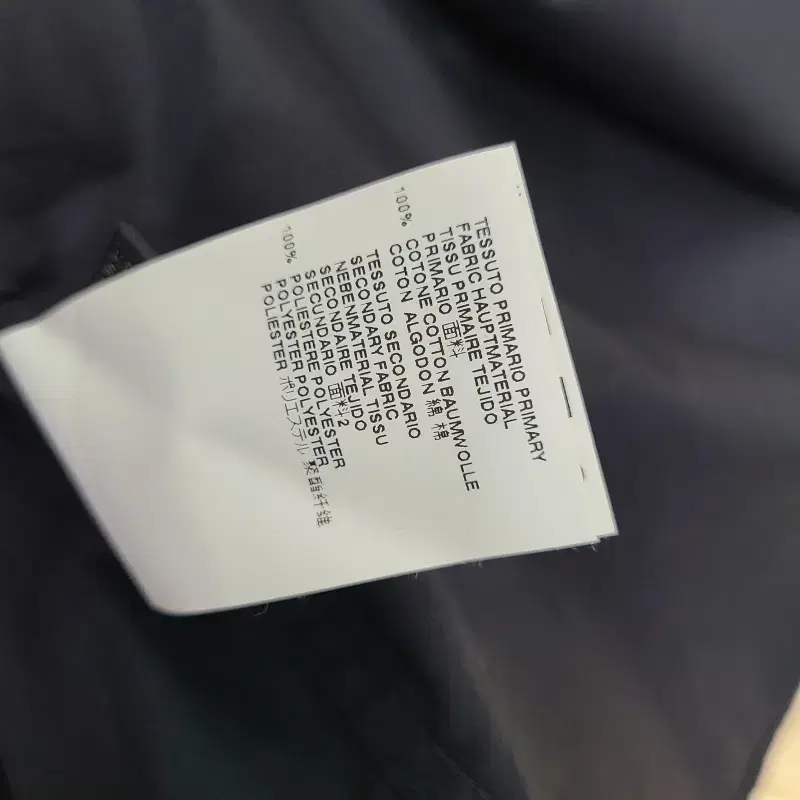 TESSUTO PRIMARIO PRIMARY
FABRIC HAUPTMATERIAL
TISSU PRIMAIRE TEJIDO
PRIMARIO 面料
100% COTONE COTTON BAUMWOLLE
COTON ALGODON 綿 棉
TESSUTO SECONDARIO
SECONDARY FABRIC
NEBENMATERIAL TISSU
SECONDAIRE TEJIDO
SECUNDARIO 面料2
100% POLIESTERE POLYESTER
POLYESTER POLYESTER
POLIESTER ポリエステル 聚酯纤维